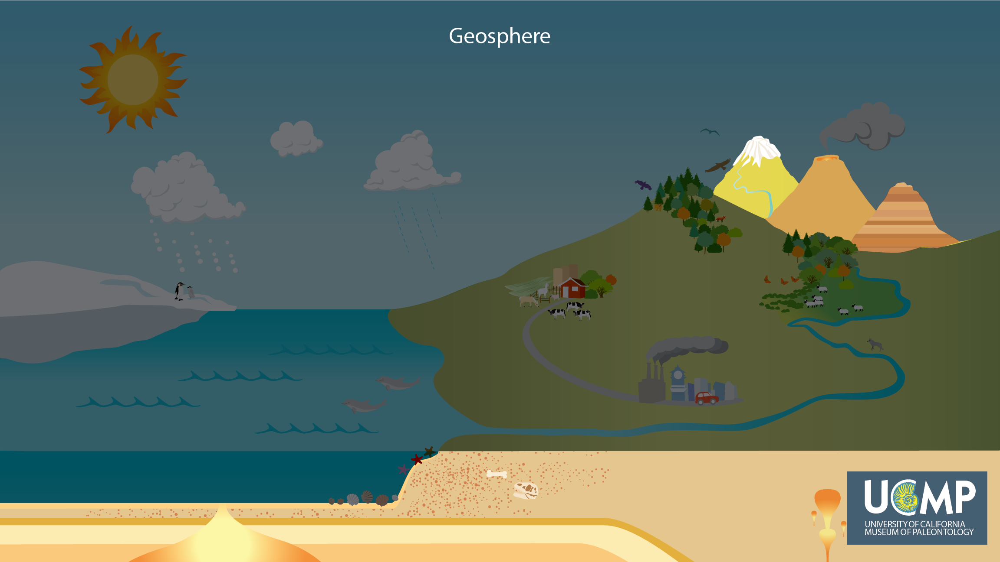 Geosphere
UCMP
UNIVERSITY OF CALIFORNIA
MUSEUM OF PALEONTOLOGY